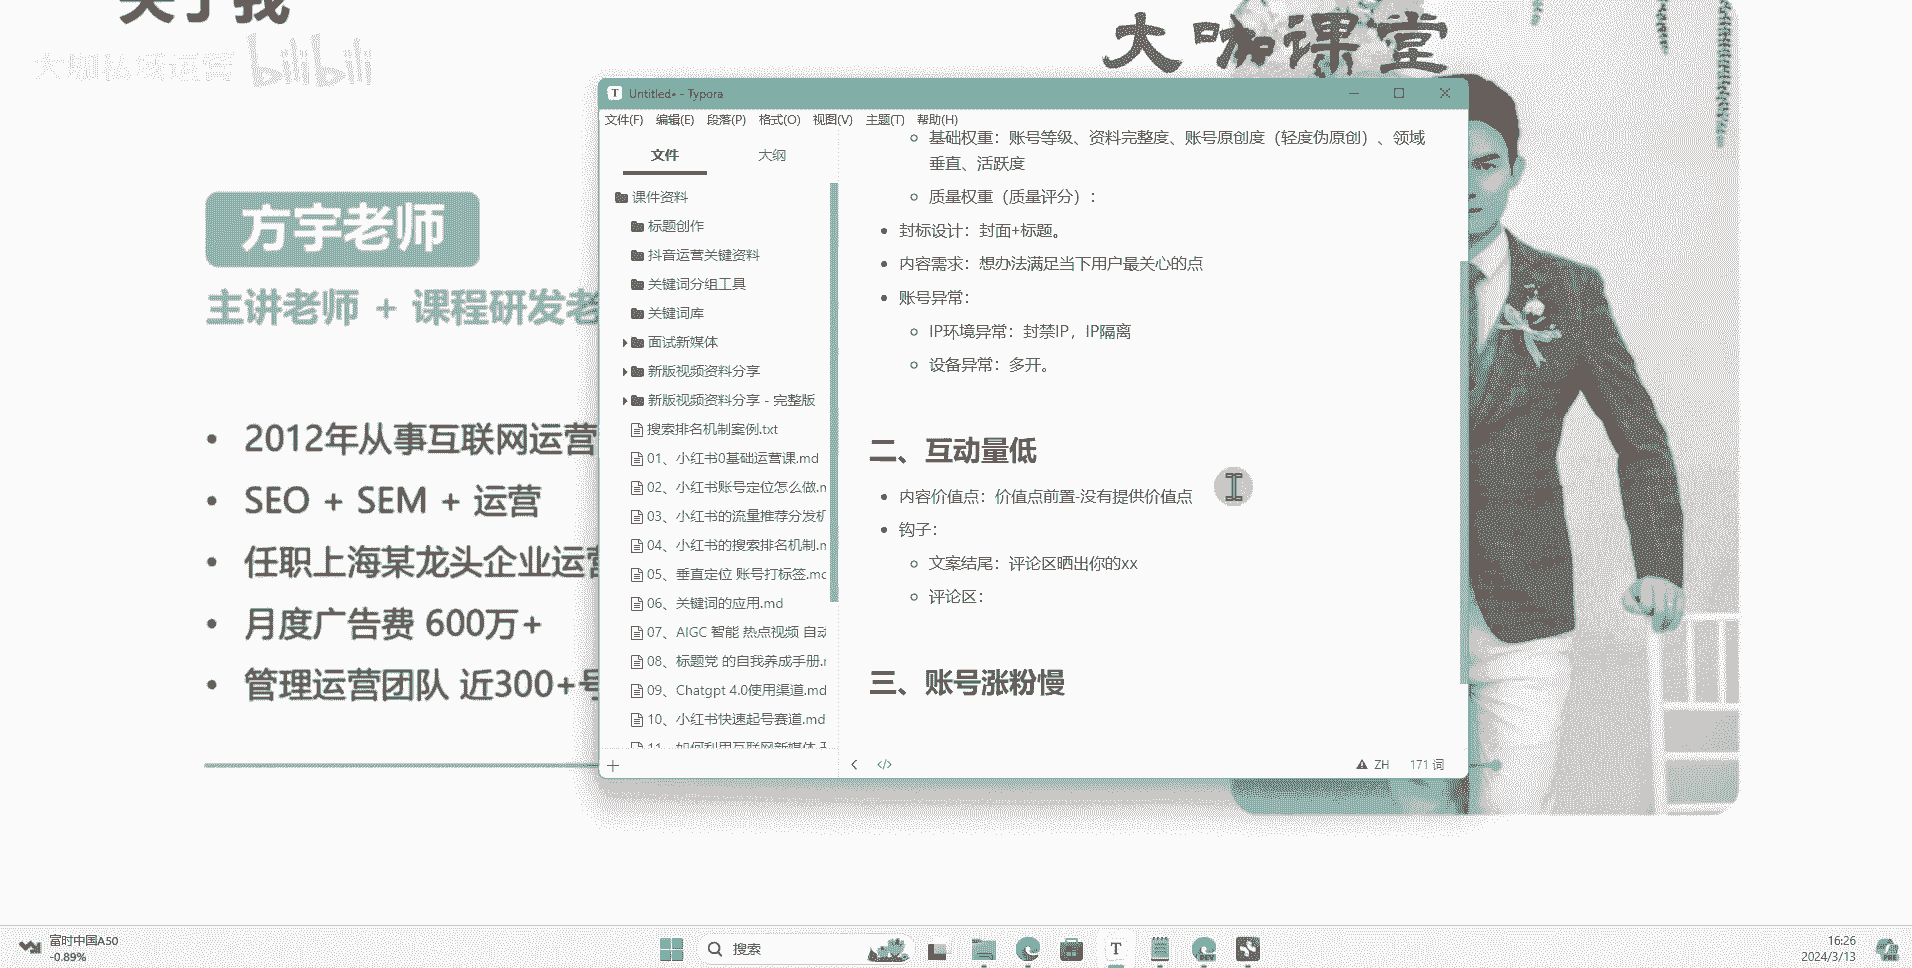 关于我
大咖私域运营 bilibili
大咖课堂
方宇老师
主讲老师 + 课程研发老
2012年从事互联网运营
SEO + SEM + 运营
任职上海某龙头企业运营
月度广告费 600万+
管理运营团队 近300+号
Untitled• - Typora
文件(F) 编辑(E) 段落(P) 格式(O) 视图(V) 主题(T) 帮助(H)
文件 大纲
课件资料
标题创作
抖音运营关键资料
关键词分组工具
关键词库
面试新媒体
新版视频资料分享
新版视频资料分享 - 完整版
搜索排名机制案例.txt
01、小红书0基础运营课.md
02、小红书账号定位怎么做.m
03、小红书的流量推荐分发机
04、小红书的搜索排名机制.m
05、垂直定位 账号打标签.mc
06、关键词的应用.md
07、AIGC 智能 热点视频 自动
08、标题党 的自我养成手册.r
09、Chatgpt 4.0使用渠道.md
10、小红书快速起号赛道.md
11、如何利用互联网新媒体
基础权重：账号等级、资料完整度、账号原创度（轻度伪原创）、领域
垂直、活跃度
质量权重（质量评分）：
封标设计：封面+标题。
内容需求：想办法满足当下用户最关心的点
账号异常：
IP环境异常：封禁IP，IP隔离
设备异常：多开。
二、互动量低
内容价值点：价值点前置-没有提供价值点
钩子：
文案结尾：评论区晒出你的xx
评论区：
三、账号涨粉慢
ZH 171 词
富时中国A50
-0.89%
搜索
16:26
2024/3/13